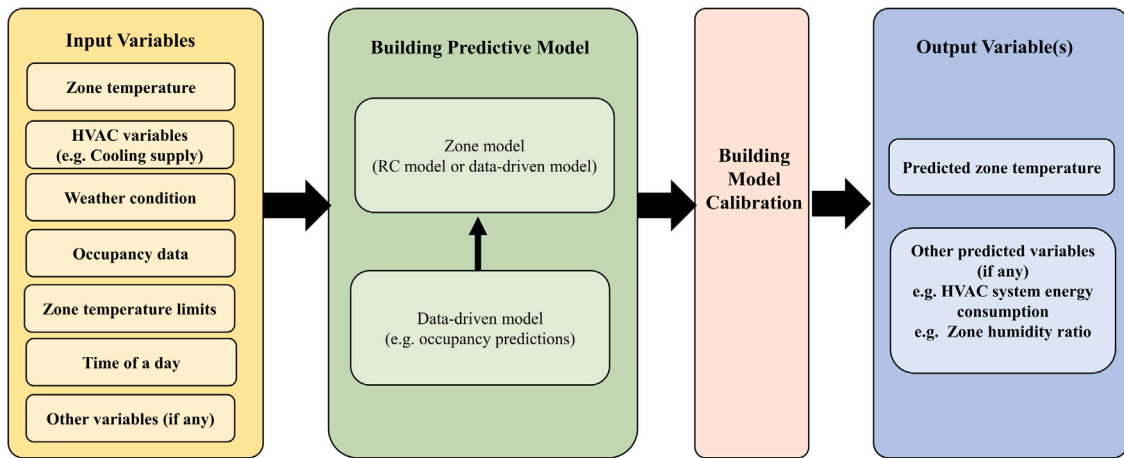 Input Variables
Zone temperature
HVAC variables
(e.g. Cooling supply)
Weather condition
Occupancy data
Zone temperature limits
Time of a day
Other variables (if any)
Building Predictive Model
Zone model
(RC model or data-driven model)
Data-driven model
(e.g. occupancy predictions)
Building
Model
Calibration
Output Variable(s)
Predicted zone temperature
Other predicted variables
(if any)
e.g. HVAC system energy
consumption
e.g. Zone humidity ratio